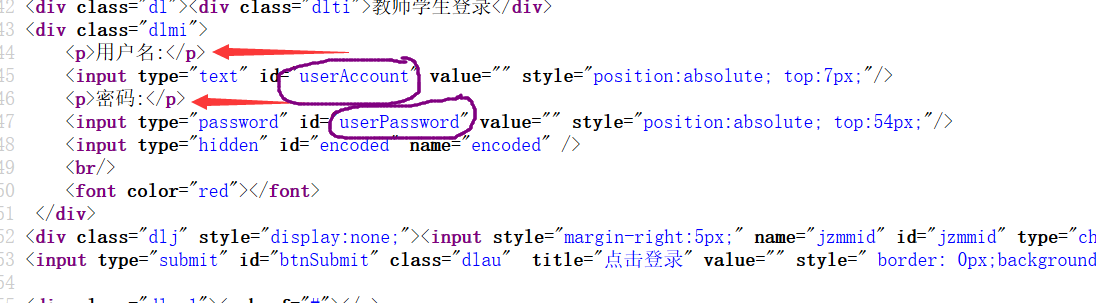 42 <div class="dl"><div class="dlti">教师学生登录</div>
43 <div class="dlmi">
44 <p>用户名:</p>
45 <input type="text" id="userAccount" value="" style="position:absolute; top:7px;"/>
46 <p>密码:</p>
47 <input type="password" id="userPassword" value="" style="position:absolute; top:54px;"/>
48 <input type="hidden" id="encoded" name="encoded" />
49 <br/>
50 <font color="red"></font>
51 </div>
52 <div class="dlj" style="display:none;"><input style="margin-right:5px;" name="jzmmid" id="jzmmid" type="ch
53 <input type="submit" id="btnSubmit" class="dlau" title="点击登录" value="" style=" border: 0px;background
54